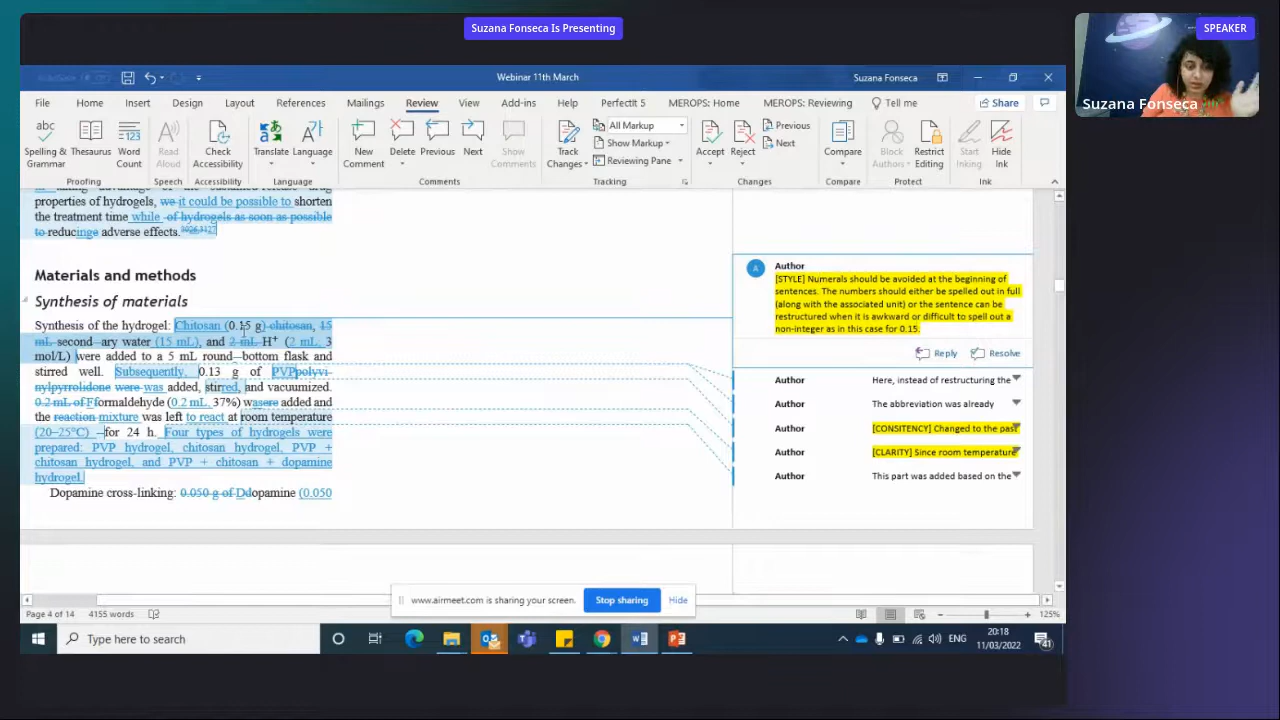 Suzana Fonseca Is Presenting
SPEAKER
Suzana Fonseca
Webinar 11th March
Suzana Fonseca
File Home Insert Design Layout References Mailings Review View Add-ins Help PerfectIt 5 MEROPS: Home MEROPS: Reviewing Tell me Share
Spelling & Grammar
Thesaurus
Word Count
Read Aloud
Check Accessibility
Translate
Language
New Comment
Delete
Previous
Next
Show Comments
Track Changes
All Markup
Show Markup
Reviewing Pane
Accept
Reject
Previous
Next
Compare
Block Authors
Restrict Editing
Start Inking
Hide Ink
Proofing Speech Accessibility Language Comments Tracking Changes Compare Protect Ink
taking advantage of the sustained-release drug
properties of hydrogels, we it could be possible to shorten
the treatment time while of hydrogels as soon as possible
to reducinge adverse effects.
Materials and methods
Synthesis of materials
Synthesis of the hydrogel: Chitosan (0.15 g) chitosan, 15
mL second-ary water (15 mL), and 2 mL H+ (2 mL, 3
mol/L) were added to a 5 mL round-bottom flask and
stirred well. Subsequently, 0.13 g of PVPpolyvi-
nylpyrrolidone were was added, stirred, and vacuumized.
0.2 mL of Fformaldehyde (0.2 mL, 37%) wasere added and
the reaction mixture was left to react at room temperature
(20–25°C) –for 24 h. Four types of hydrogels were
prepared: PVP hydrogel, chitosan hydrogel, PVP +
chitosan hydrogel, and PVP + chitosan + dopamine
hydrogel.
Dopamine cross-linking: 0.050 g of Ddopamine (0.050
A
Author
[STYLE] Numerals should be avoided at the beginning of
sentences. The numbers should either be spelled out in full
(along with the associated unit) or the sentence can be
restructured when it is awkward or difficult to spell out a
non-integer as in this case for 0.15.
Reply Resolve
Author Here, instead of restructuring the
Author The abbreviation was already
Author [CONSITENCY] Changed to the past
Author [CLARITY] Since room temperature
Author This part was added based on the
www.airmeet.com is sharing your screen. Stop sharing Hide
Page 4 of 14 4155 words 125%
Type here to search
ENG
20:18
11/03/2022
41